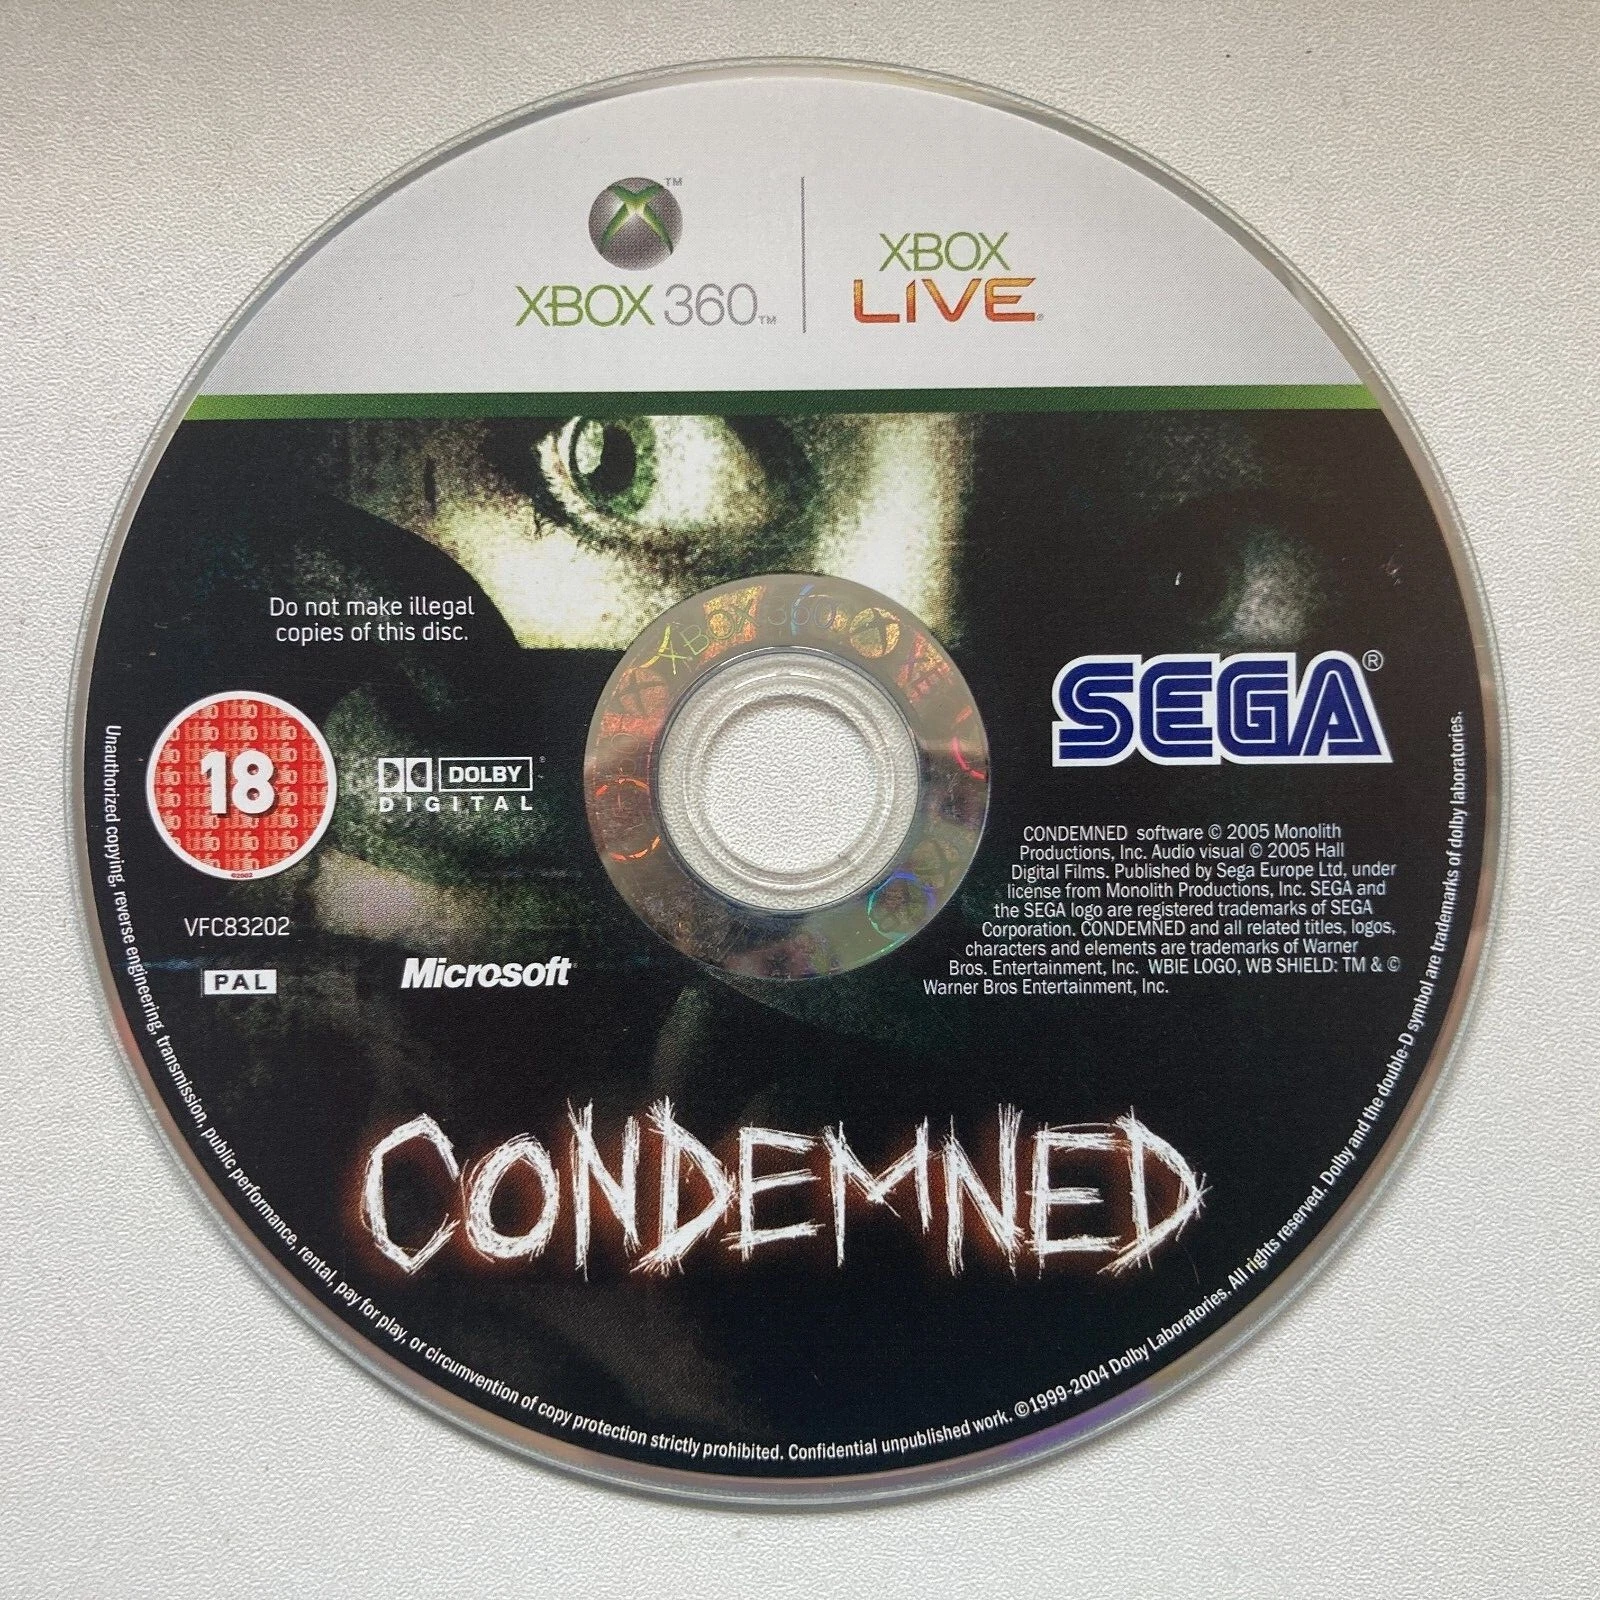 TM
XBOX 360™
XBOX
LIVE®
Do not make illegal
copies of this disc.
XBOX 360
SEGA®
18
©2002
DOLBY®
DIGITAL
VFC83202
PAL
Microsoft®
CONDEMNED software © 2005 Monolith
Productions, Inc. Audio visual © 2005 Hall
Digital Films. Published by Sega Europe Ltd, under
license from Monolith Productions, Inc. SEGA and
the SEGA logo are registered trademarks of SEGA
Corporation. CONDEMNED and all related titles, logos,
characters and elements are trademarks of Warner
Bros. Entertainment, Inc. WBIE LOGO, WB SHIELD: TM & ©
Warner Bros Entertainment, Inc.
CONDEMNED
Unauthorized copying, reverse engineering, transmission, public performance, rental, pay for play, or circumvention of copy protection strictly prohibited. Confidential unpublished work. ©1999-2004 Dolby Laboratories. All rights reserved. Dolby and the double-D symbol are trademarks of dolby laboratories.